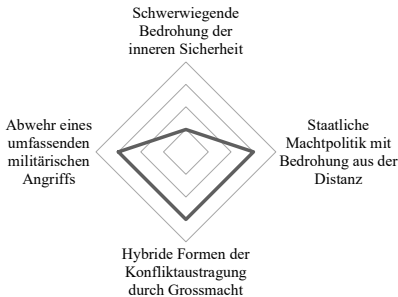 Schwerwiegende
Bedrohung der
inneren Sicherheit
Abwehr eines
umfassenden
militärischen
Angriffs
Staatliche
Machtpolitik mit
Bedrohung aus der
Distanz
Hybride Formen der
Konfliktaustragung
durch Grossmacht